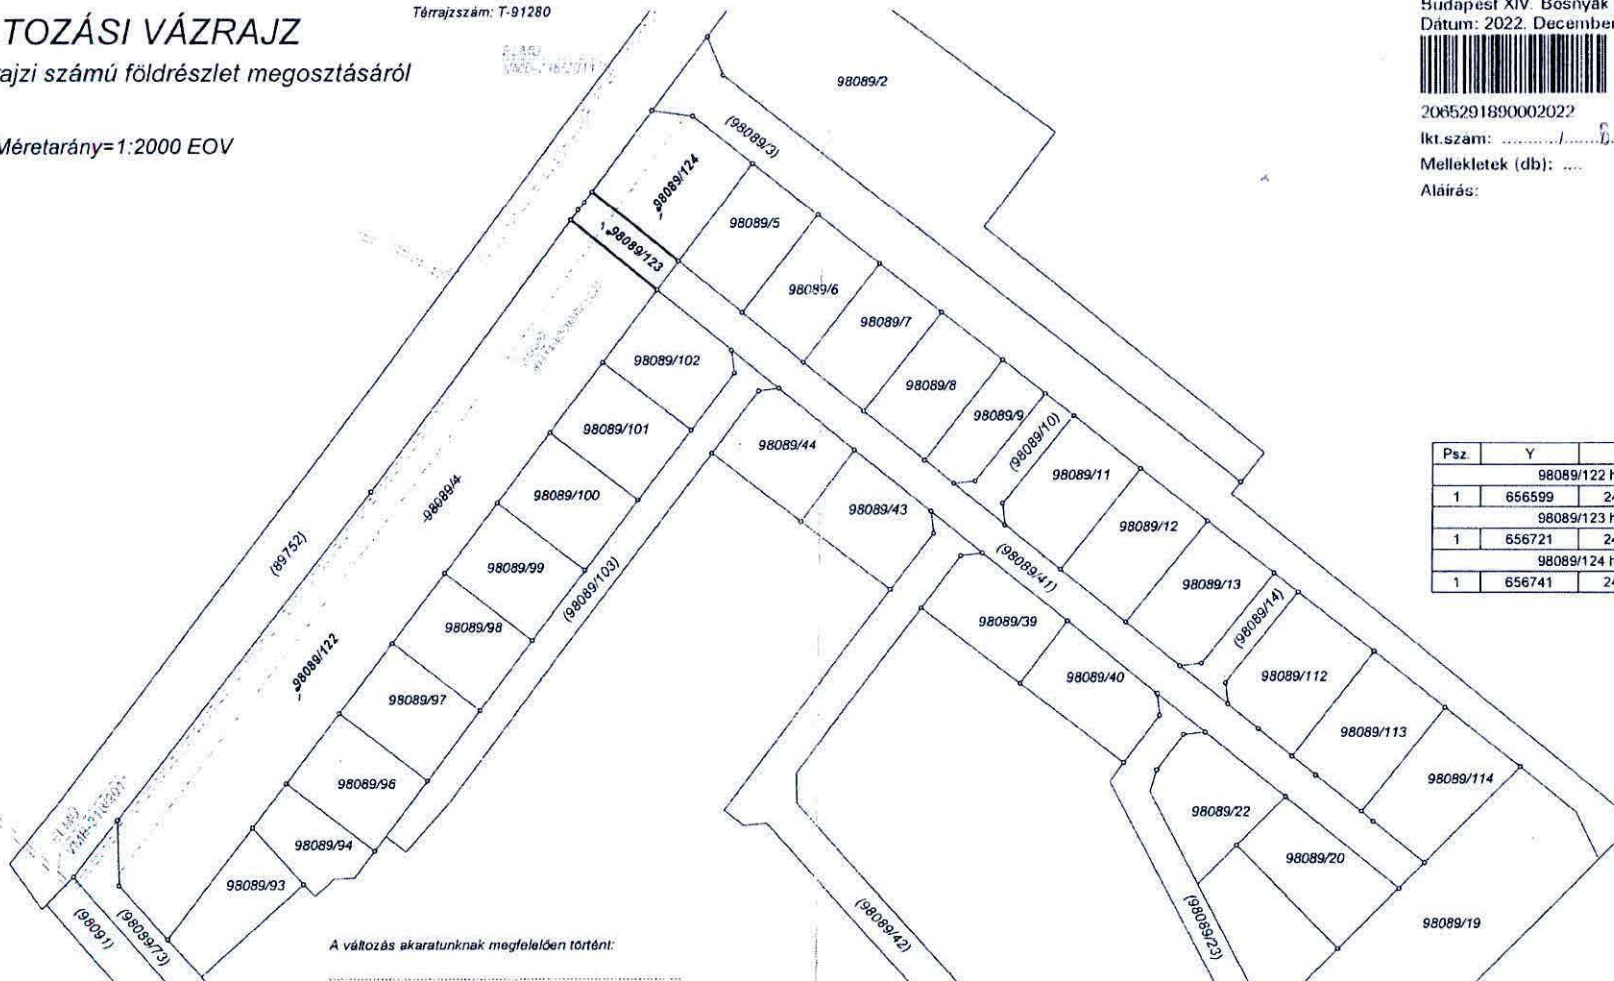 Térrajzszám: T-91280
TOZÁSI VÁZRAJZ
rajzi számú földrészlet megosztásáról
Méretarány=1:2000 EOV
Budapest XIV. Bosnyák
Dátum: 2022. December
2065291890002022
Ikt.szám: ........../......
Mellékletek (db): ....
Aláírás:
98089/2
(98089/3)
98089/124
98089/5
98089/123
98089/6
98089/7
98089/102
98089/8
98089/9
98089/101
98089/44
(98089/10)
98089/11
98089/4
98089/100
98089/43
98089/12
(89752)
98089/99
(98089/103)
(98089/41)
98089/13
98089/98
98089/39
(98089/14)
98089/122
98089/97
98089/40
98089/112
98089/113
98089/96
98089/114
98089/94
98089/22
98089/93
98089/20
(98091)
(98089/73)
(98089/42)
(98089/23)
98089/19
Psz. Y
98089/122 h
1 656599 24
98089/123 h
1 656721 24
98089/124 h
1 656741 24
A változás akaratunknak megfelelően történt: